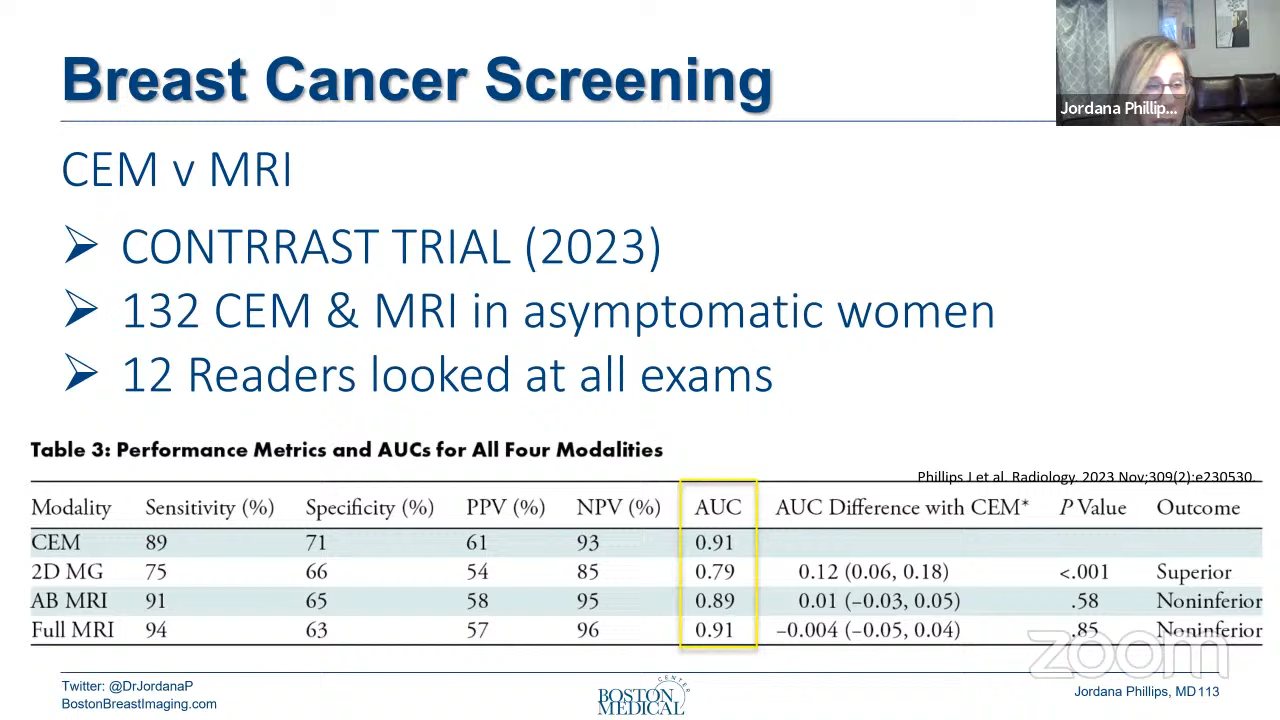 Breast Cancer Screening
Jordana Phillip...
CEM v MRI
➢ CONTRRAST TRIAL (2023)
➢ 132 CEM & MRI in asymptomatic women
➢ 12 Readers looked at all exams
Table 3: Performance Metrics and AUCs for All Four Modalities
Phillips J et al. Radiology. 2023 Nov;309(2):e230530.
Modality Sensitivity (%) Specificity (%) PPV (%) NPV (%) AUC AUC Difference with CEM* P Value Outcome
CEM 89 71 61 93 0.91
2D MG 75 66 54 85 0.79 0.12 (0.06, 0.18) <.001 Superior
AB MRI 91 65 58 95 0.89 0.01 (−0.03, 0.05) .58 Noninferior
Full MRI 94 63 57 96 0.91 −0.004 (−0.05, 0.04) .85 Noninferior
zoom
Twitter: @DrJordanaP
BostonBreastImaging.com
BOSTON
MEDICAL
CENTER
Jordana Phillips, MD 113